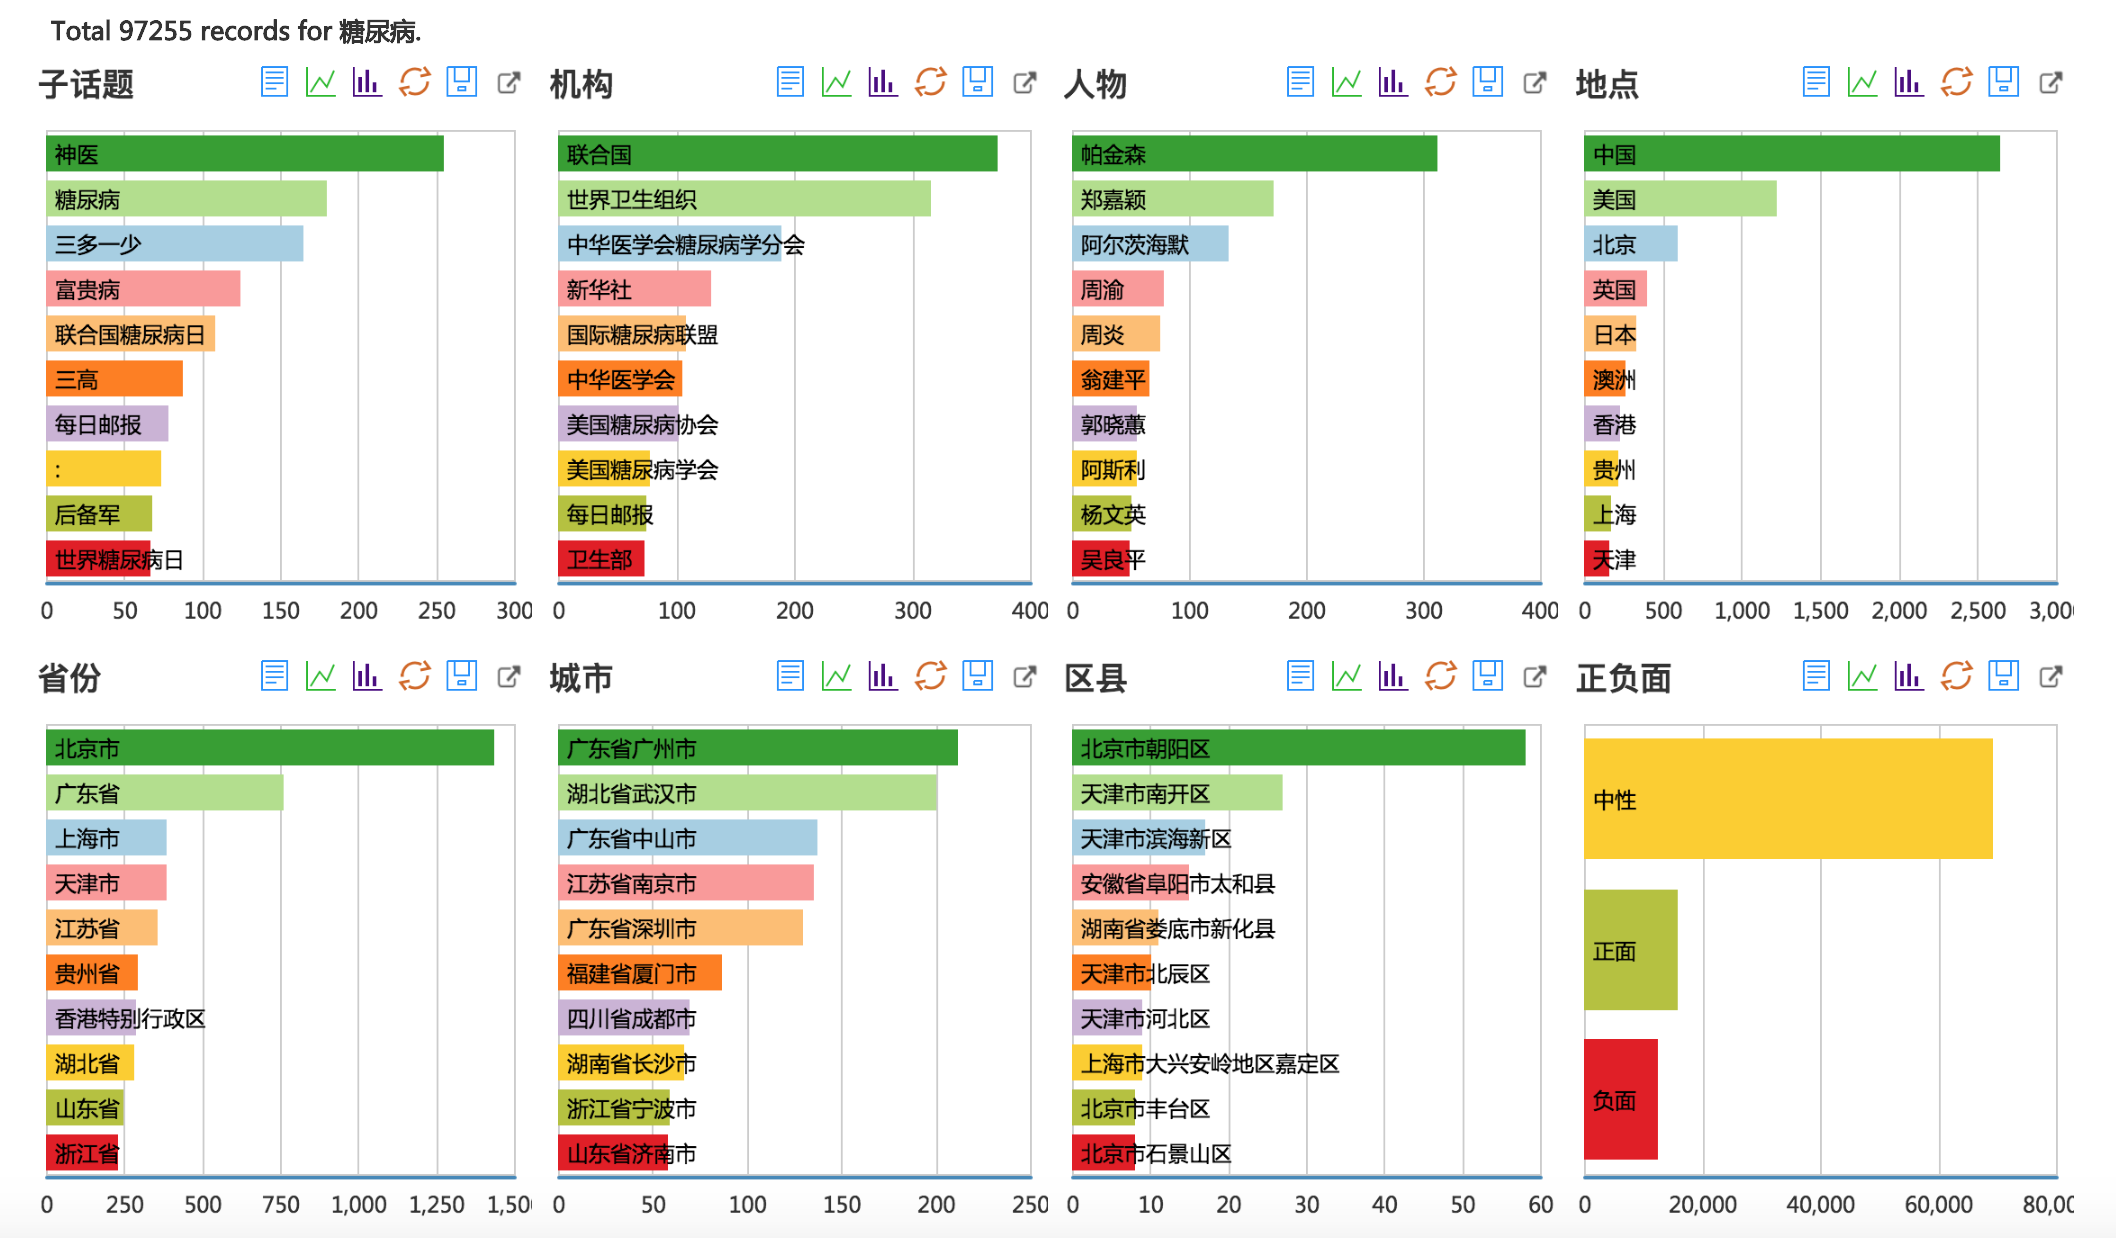 Total 97255 records for 糖尿病.
子话题
神医
糖尿病
三多一少
富贵病
联合国糖尿病日
三高
每日邮报
:
后备军
世界糖尿病日
0 50 100 150 200 250 300
机构
联合国
世界卫生组织
中华医学会糖尿病学分会
新华社
国际糖尿病联盟
中华医学会
美国糖尿病协会
美国糖尿病学会
每日邮报
卫生部
0 100 200 300 400
人物
帕金森
郑嘉颖
阿尔茨海默
周渝
周炎
翁建平
郭晓蕙
阿斯利
杨文英
吴良平
0 100 200 300 400
地点
中国
美国
北京
英国
日本
澳洲
香港
贵州
上海
天津
0 500 1,000 1,500 2,000 2,500 3,00
省份
北京市
广东省
上海市
天津市
江苏省
贵州省
香港特别行政区
湖北省
山东省
浙江省
0 250 500 750 1,000 1,250 1,50
城市
广东省广州市
湖北省武汉市
广东省中山市
江苏省南京市
广东省深圳市
福建省厦门市
四川省成都市
湖南省长沙市
浙江省宁波市
山东省济南市
0 50 100 150 200 250
区县
北京市朝阳区
天津市南开区
天津市滨海新区
安徽省阜阳市太和县
湖南省娄底市新化县
天津市北辰区
天津市河北区
上海市大兴安岭地区嘉定区
北京市丰台区
北京市石景山区
0 10 20 30 40 50 60
正负面
中性
正面
负面
0 20,000 40,000 60,000 80,00